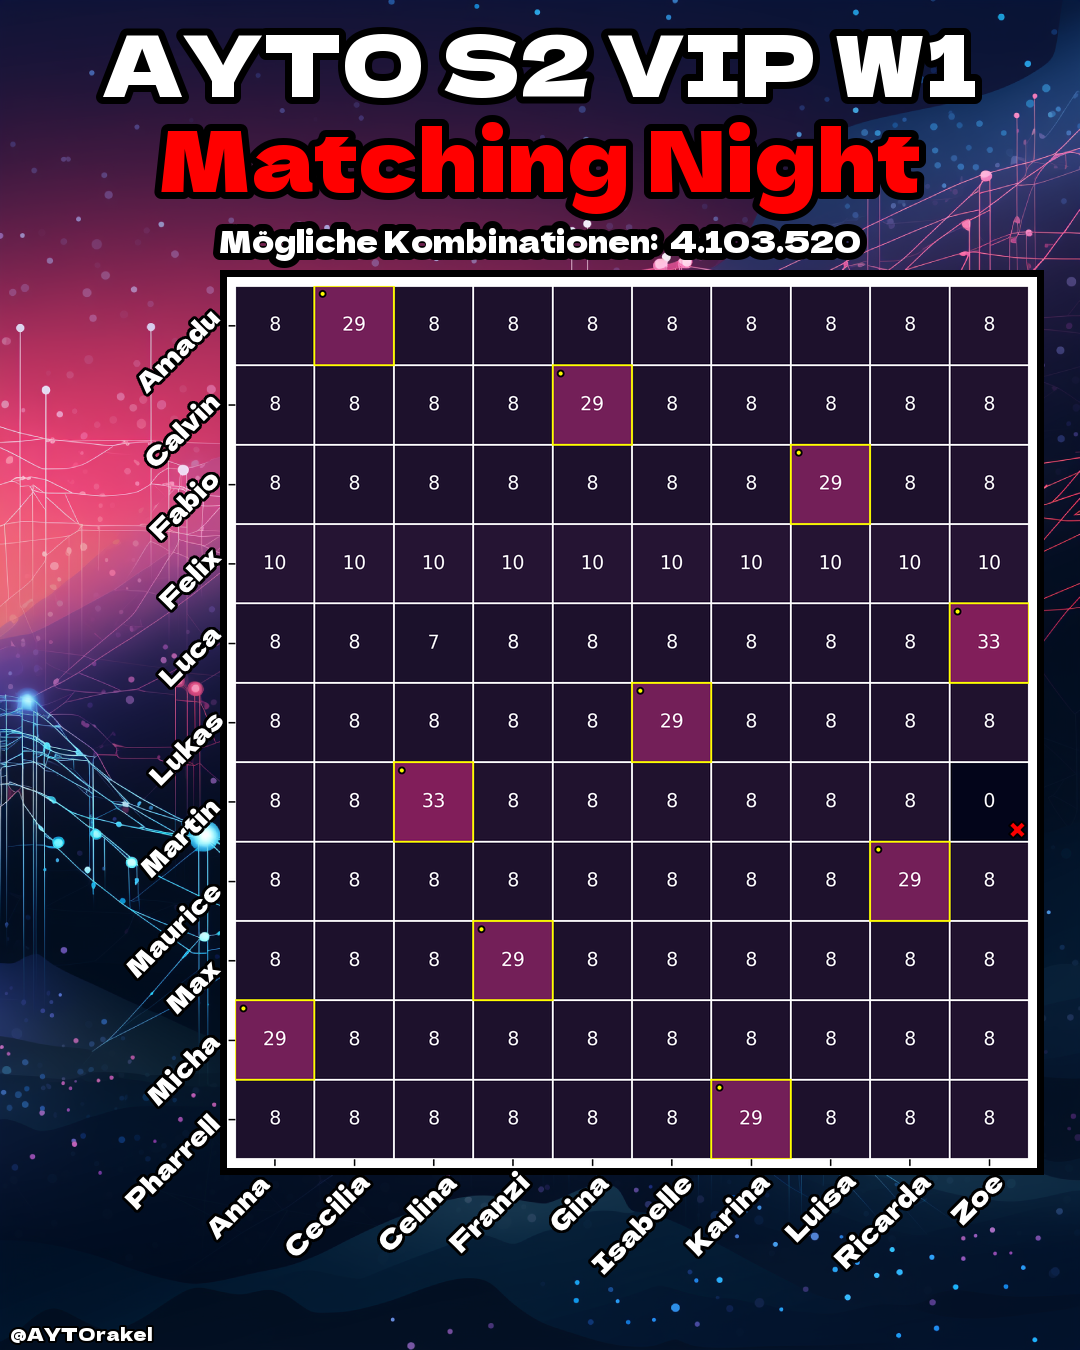 AYTO S2 VIP W1
Matching Night
Mögliche Kombinationen: 4.103.520
Amadu 8 29 8 8 8 8 8 8 8 8
Calvin 8 8 8 8 29 8 8 8 8 8
Fabio 8 8 8 8 8 8 8 29 8 8
Felix 10 10 10 10 10 10 10 10 10 10
Luca 8 8 7 8 8 8 8 8 8 33
Lukas 8 8 8 8 8 29 8 8 8 8
Martin 8 8 33 8 8 8 8 8 8 0
Maurice 8 8 8 8 8 8 8 8 29 8
Max 8 8 8 29 8 8 8 8 8 8
Micha 29 8 8 8 8 8 8 8 8 8
Pharrell 8 8 8 8 8 8 29 8 8 8
Anna Cecilia Celina Franzi Gina Isabelle Karina Luisa Ricarda Zoe
@AYTOrakel